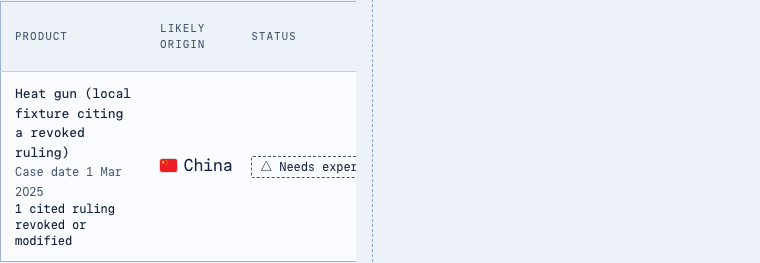 PRODUCT
LIKELY
ORIGIN
STATUS
Heat gun (local
fixture citing
a revoked
ruling)
Case date 1 Mar
2025
1 cited ruling
revoked or
modified
China
Needs